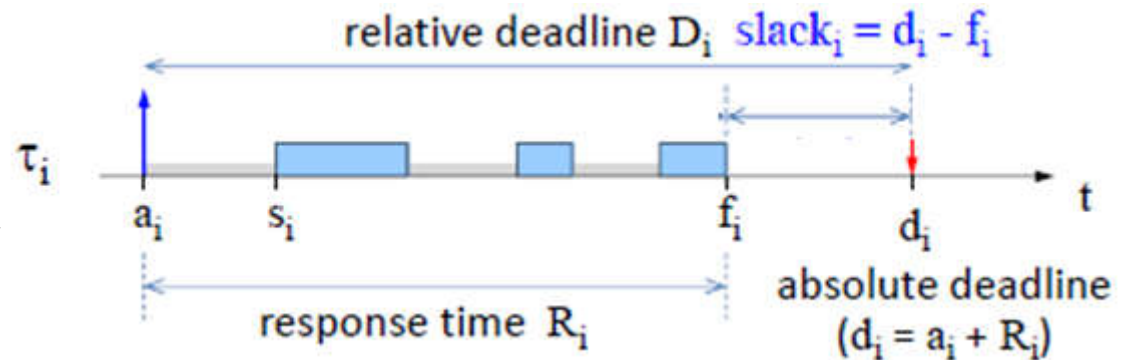 relative deadline Dᵢ slackᵢ = dᵢ - fᵢ
τᵢ
aᵢ sᵢ fᵢ dᵢ t
response time Rᵢ
absolute deadline
(dᵢ = aᵢ + Rᵢ)